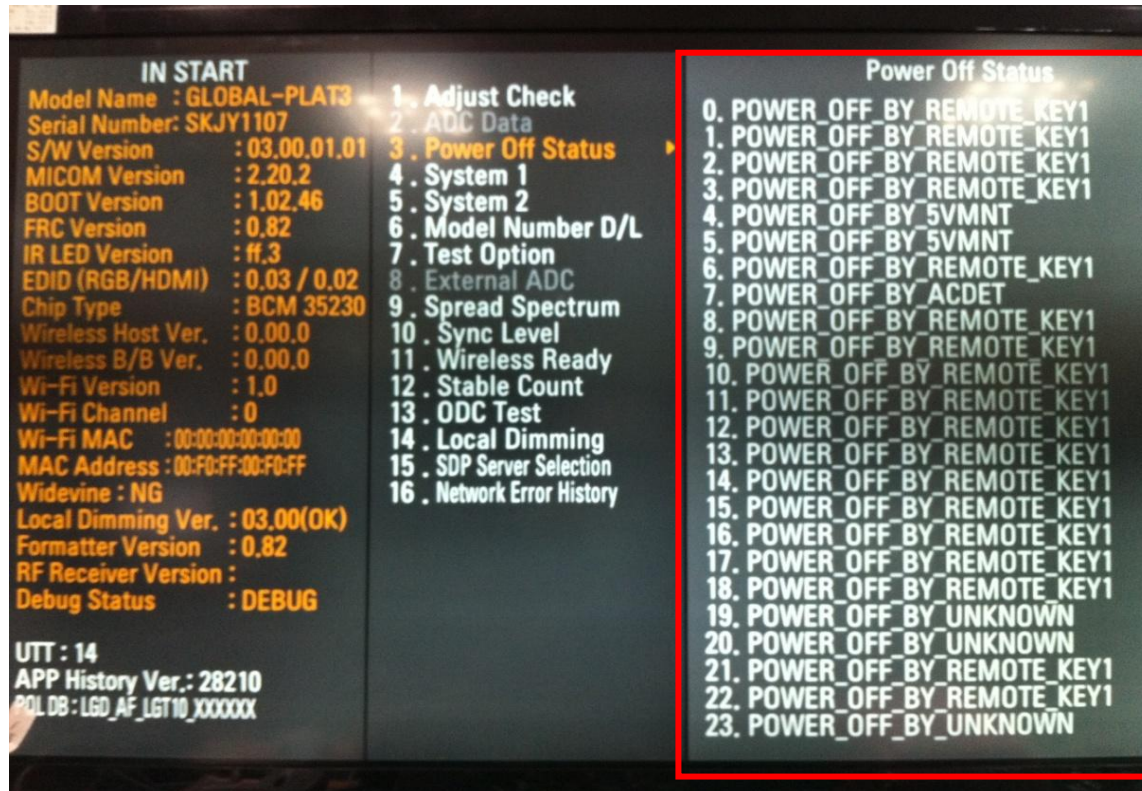 IN START
Model Name : GLOBAL-PLAT3
Serial Number: SKJY1107
S/W Version : 03.00.01.01
MICOM Version : 2.20.2
BOOT Version : 1.02.46
FRC Version : 0.82
IR LED Version : ff.3
EDID (RGB/HDMI) : 0.03 / 0.02
Chip Type : BCM 35230
Wireless Host Ver. : 0.00.0
Wireless B/B Ver. : 0.00.0
Wi-Fi Version : 1.0
Wi-Fi Channel : 0
Wi-Fi MAC : 00:00:00:00:00:00
MAC Address : 00:F0:FF:00:F0:FF
Widevine : NG
Local Dimming Ver. : 03.00(OK)
Formatter Version : 0.82
RF Receiver Version :
Debug Status : DEBUG
UTT : 14
APP History Ver.: 28210
PQL DB : LGD_AF_LGT10_XXXXXX
1 . Adjust Check
2 . ADC Data
3 . Power Off Status
4 . System 1
5 . System 2
6 . Model Number D/L
7 . Test Option
8 . External ADC
9 . Spread Spectrum
10 . Sync Level
11 . Wireless Ready
12 . Stable Count
13 . ODC Test
14 . Local Dimming
15 . SDP Server Selection
16 . Network Error History
Power Off Status
0. POWER_OFF_BY_REMOTE_KEY1
1. POWER_OFF_BY_REMOTE_KEY1
2. POWER_OFF_BY_REMOTE_KEY1
3. POWER_OFF_BY_REMOTE_KEY1
4. POWER_OFF_BY_5VMNT
5. POWER_OFF_BY_5VMNT
6. POWER_OFF_BY_REMOTE_KEY1
7. POWER_OFF_BY_ACDET
8. POWER_OFF_BY_REMOTE_KEY1
9. POWER_OFF_BY_REMOTE_KEY1
10. POWER_OFF_BY_REMOTE_KEY1
11. POWER_OFF_BY_REMOTE_KEY1
12. POWER_OFF_BY_REMOTE_KEY1
13. POWER_OFF_BY_REMOTE_KEY1
14. POWER_OFF_BY_REMOTE_KEY1
15. POWER_OFF_BY_REMOTE_KEY1
16. POWER_OFF_BY_REMOTE_KEY1
17. POWER_OFF_BY_REMOTE_KEY1
18. POWER_OFF_BY_REMOTE_KEY1
19. POWER_OFF_BY_UNKNOWN
20. POWER_OFF_BY_UNKNOWN
21. POWER_OFF_BY_REMOTE_KEY1
22. POWER_OFF_BY_REMOTE_KEY1
23. POWER_OFF_BY_UNKNOWN